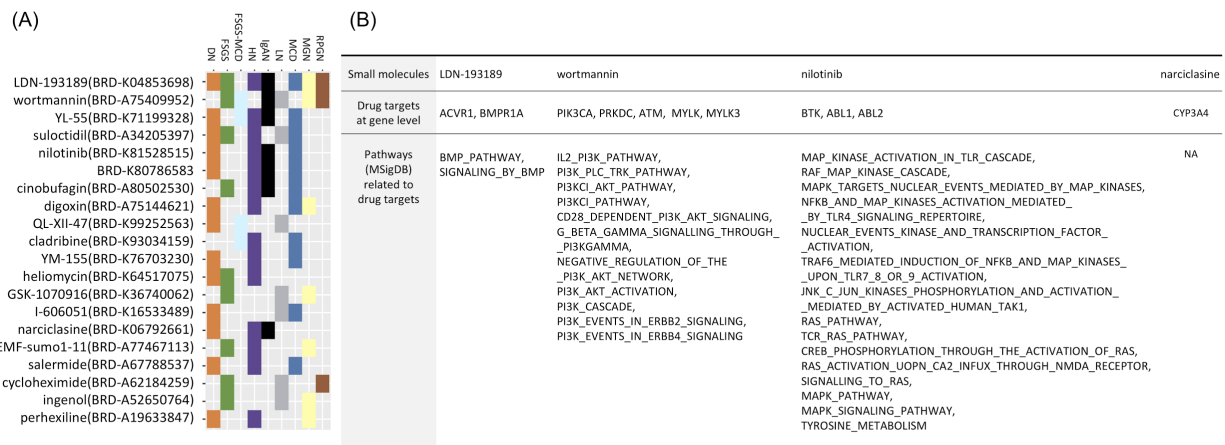 (A)
(B)
DN
FSGS
FSGS-MCD
HN
IgAN
LN
MCD
MGN
RPGN
LDN-193189(BRD-K04853698)
wortmannin(BRD-A75409952)
YL-55(BRD-K71199328)
suloctidil(BRD-A34205397)
nilotinib(BRD-K81528515)
BRD-K80786583
cinobufagin(BRD-A80502530)
digoxin(BRD-A75144621)
QL-XII-47(BRD-K99252563)
cladribine(BRD-K93034159)
YM-155(BRD-K76703230)
heliomycin(BRD-K64517075)
GSK-1070916(BRD-K36740062)
I-606051(BRD-K16533489)
narciclasine(BRD-K06792661)
EMF-sumo1-11(BRD-A77467113)
salermide(BRD-A67788537)
cycloheximide(BRD-A62184259)
ingenol(BRD-A52650764)
perhexiline(BRD-A19633847)
Small molecules LDN-193189 wortmannin nilotinib narciclasine
Drug targets
at gene level
ACVR1, BMPR1A
PIK3CA, PRKDC, ATM, MYLK, MYLK3
BTK, ABL1, ABL2
CYP3A4
Pathways
(MSigDB)
related to
drug targets
BMP_PATHWAY,
SIGNALING_BY_BMP
IL2_PI3K_PATHWAY,
PI3K_PLC_TRK_PATHWAY,
PI3KCI_AKT_PATHWAY,
PI3KCI_PATHWAY,
CD28_DEPENDENT_PI3K_AKT_SIGNALING,
G_BETA_GAMMA_SIGNALLING_THROUGH_
_PI3KGAMMA,
NEGATIVE_REGULATION_OF_THE
_PI3K_AKT_NETWORK,
PI3K_AKT_ACTIVATION,
PI3K_CASCADE,
PI3K_EVENTS_IN_ERBB2_SIGNALING,
PI3K_EVENTS_IN_ERBB4_SIGNALING
MAP_KINASE_ACTIVATION_IN_TLR_CASCADE,
RAF_MAP_KINASE_CASCADE,
MAPK_TARGETS_NUCLEAR_EVENTS_MEDIATED_BY_MAP_KINASES,
NFKB_AND_MAP_KINASES_ACTIVATION_MEDIATED_
_BY_TLR4_SIGNALING_REPERTOIRE,
NUCLEAR_EVENTS_KINASE_AND_TRANSCRIPTION_FACTOR_
_ACTIVATION,
TRAF6_MEDIATED_INDUCTION_OF_NFKB_AND_MAP_KINASES_
_UPON_TLR7_8_OR_9_ACTIVATION,
JNK_C_JUN_KINASES_PHOSPHORYLATION_AND_ACTIVATION_
_MEDIATED_BY_ACTIVATED_HUMAN_TAK1,
RAS_PATHWAY,
TCR_RAS_PATHWAY,
CREB_PHOSPHORYLATION_THROUGH_THE_ACTIVATION_OF_RAS,
RAS_ACTIVATION_UOPN_CA2_INFUX_THROUGH_NMDA_RECEPTOR,
SIGNALLING_TO_RAS,
MAPK_PATHWAY,
MAPK_SIGNALING_PATHWAY,
TYROSINE_METABOLISM
NA